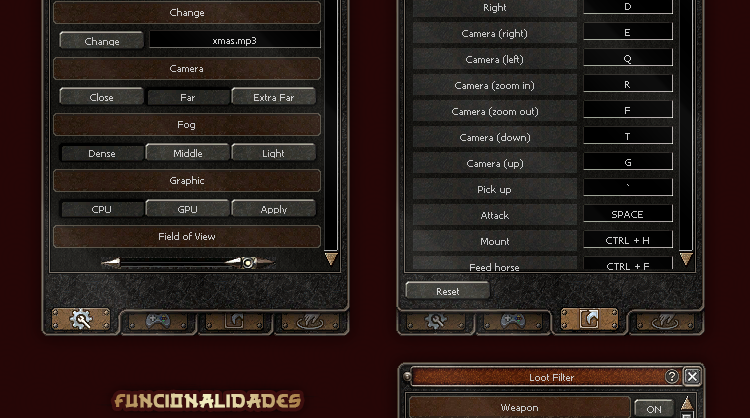 Change
Change
xmas.mp3
Camera
Close
Far
Extra Far
Fog
Dense
Middle
Light
Graphic
CPU
GPU
Apply
Field of View
Right
D
Camera (right)
E
Camera (left)
Q
Camera (zoom in)
R
Camera (zoom out)
F
Camera (down)
T
Camera (up)
G
Pick up
`
Attack
SPACE
Mount
CTRL + H
Feed horse
CTRL + F
Reset
FUNCIONALIDADES
Loot Filter
?
X
Weapon
ON